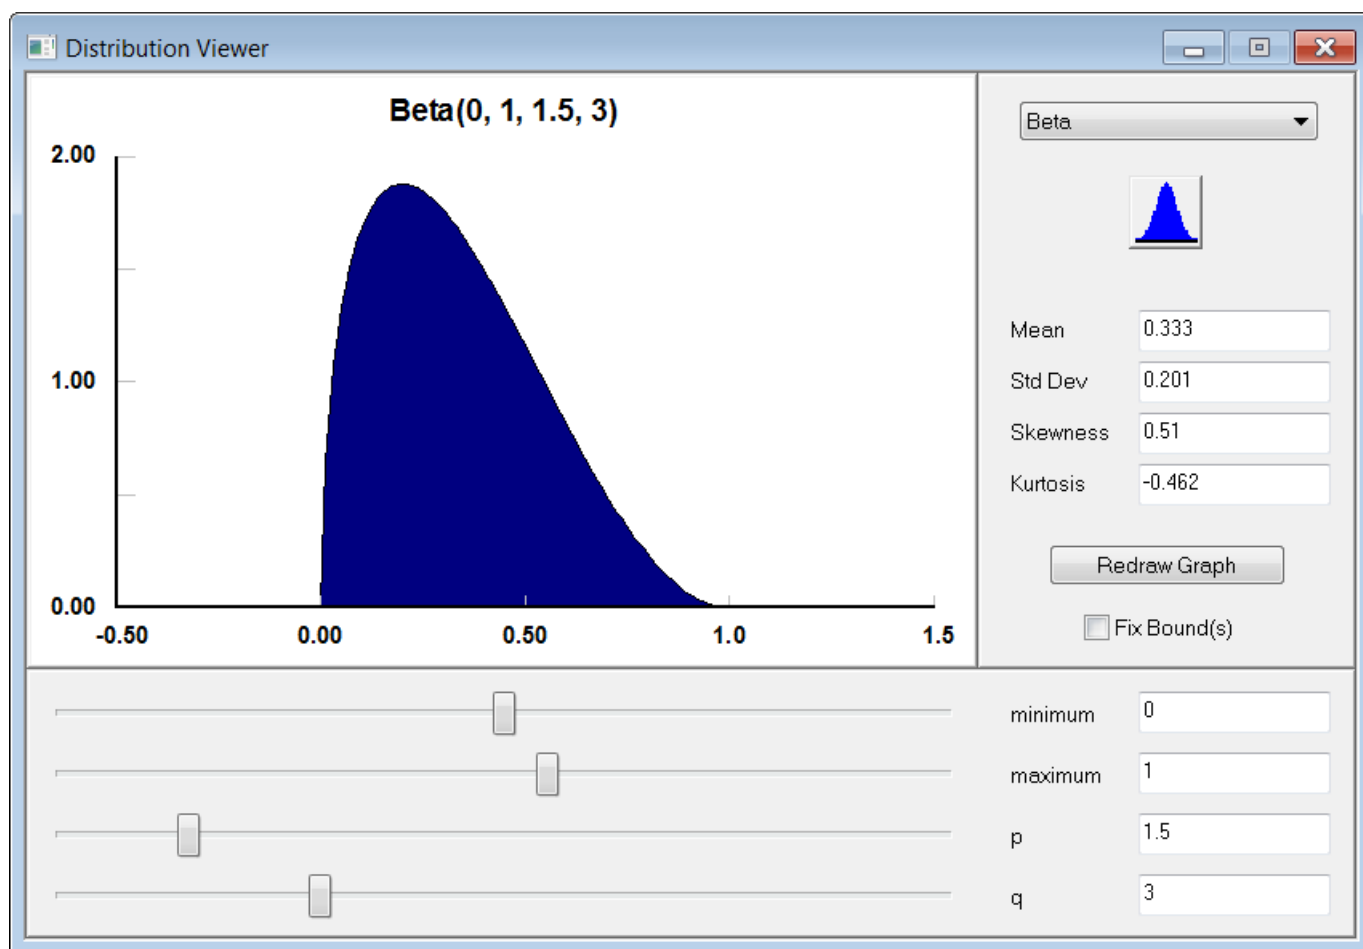 Distribution Viewer
Beta(0, 1, 1.5, 3)
2.00
1.00
0.00
-0.50 0.00 0.50 1.0 1.5
Beta
Mean 0.333
Std Dev 0.201
Skewness 0.51
Kurtosis -0.462
Redraw Graph
Fix Bound(s)
minimum 0
maximum 1
p 1.5
q 3